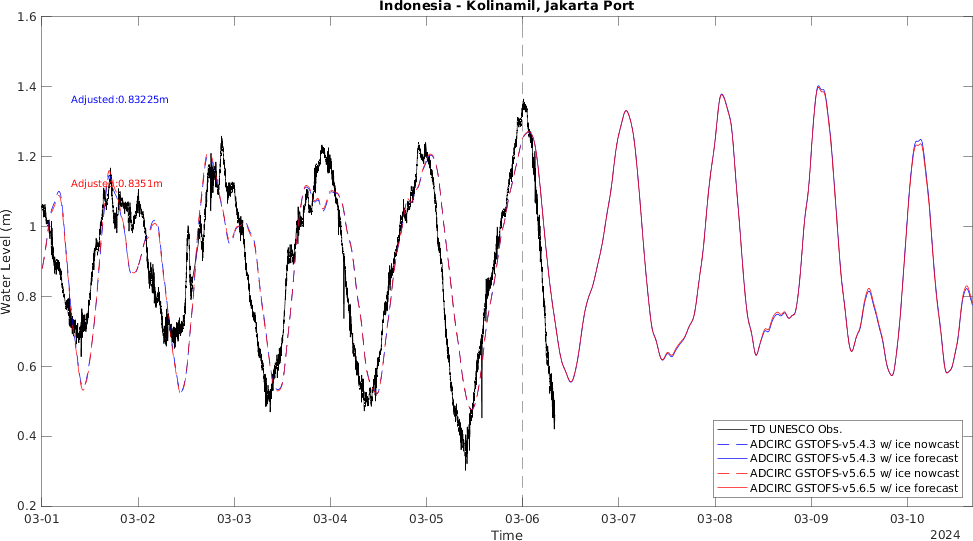 Indonesia - Kolinamil, Jakarta Port
1.6
1.4
1.2
1
0.8
0.6
0.4
0.2
Water Level (m)
Adjusted:0.83225m
Adjusted:0.8351m
TD UNESCO Obs.
ADCIRC GSTOFS-v5.4.3 w/ ice nowcast
ADCIRC GSTOFS-v5.4.3 w/ ice forecast
ADCIRC GSTOFS-v5.6.5 w/ ice nowcast
ADCIRC GSTOFS-v5.6.5 w/ ice forecast
03-01 03-02 03-03 03-04 03-05 03-06 03-07 03-08 03-09 03-10
Time
2024